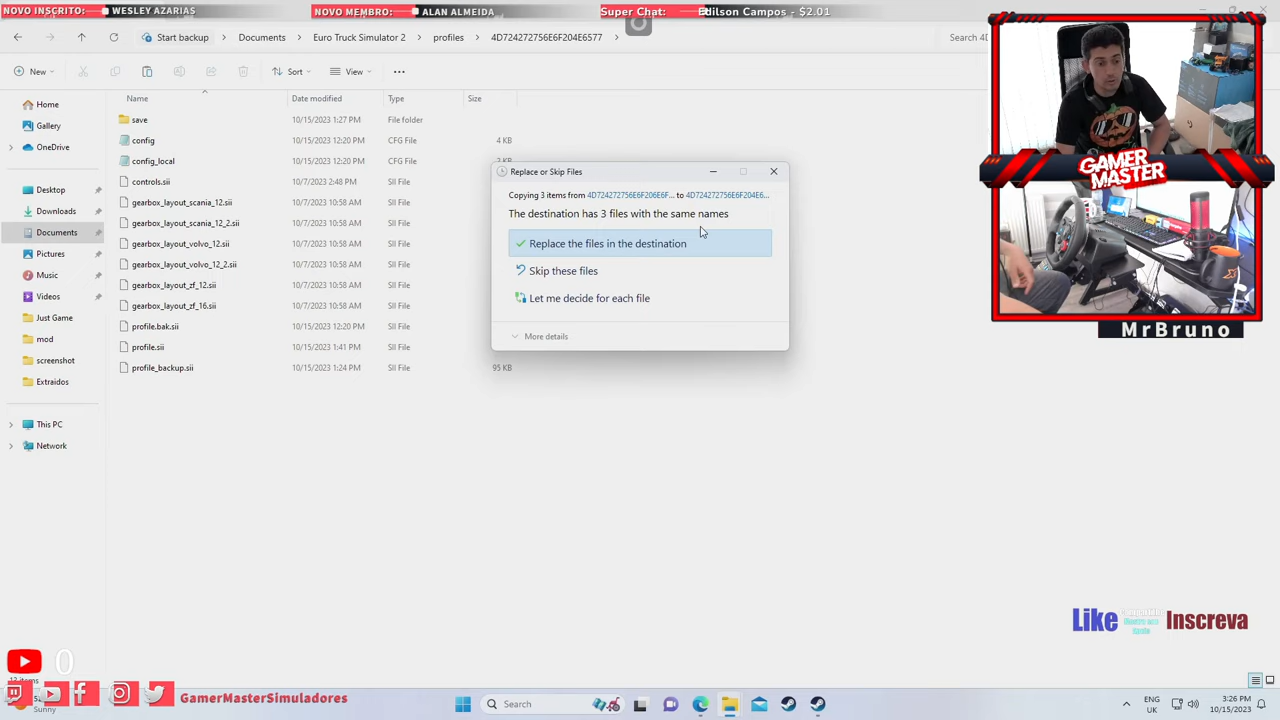 NOVO INSCRITO: WESLEY AZARIAS
NOVO MEMBRO: ALAN ALMEIDA
Super Chat: Edilson Campos - $2.01
Start backup > Documents > Euro Truck Simulator 2 > profiles > 4D724272756E6F204E6577 >
Search 4D
New
Sort
View
Name Date modified Type Size
Home
Gallery
OneDrive
Desktop
Downloads
Documents
Pictures
Music
Videos
Just Game
mod
screenshot
Extraidos
This PC
Network
save 10/15/2023 1:27 PM File folder
config 10/15/2023 12:20 PM CFG File 4 KB
config_local 10/15/2023 12:20 PM CFG File
controls.sii 10/7/2023 2:48 PM SII File
gearbox_layout_scania_12.sii 10/7/2023 10:58 AM SII File
gearbox_layout_scania_12_2.sii 10/7/2023 10:58 AM SII File
gearbox_layout_volvo_12.sii 10/7/2023 10:58 AM SII File
gearbox_layout_volvo_12_2.sii 10/7/2023 10:58 AM SII File
gearbox_layout_zf_12.sii 10/7/2023 10:58 AM SII File
gearbox_layout_zf_16.sii 10/7/2023 10:58 AM SII File
profile.bak.sii 10/15/2023 12:20 PM SII File
profile.sii 10/15/2023 1:41 PM SII File
profile_backup.sii 10/15/2023 1:24 PM SII File 95 KB
Replace or Skip Files
Copying 3 items from 4D724272756E6F206E6F... to 4D724272756E6F204E6...
The destination has 3 files with the same names
Replace the files in the destination
Skip these files
Let me decide for each file
More details
GAMER
MASTER
MrBruno
Like
Inscreva
0
GamerMasterSimuladores
Sunny
Search
ENG
UK
3:26 PM
10/15/2023